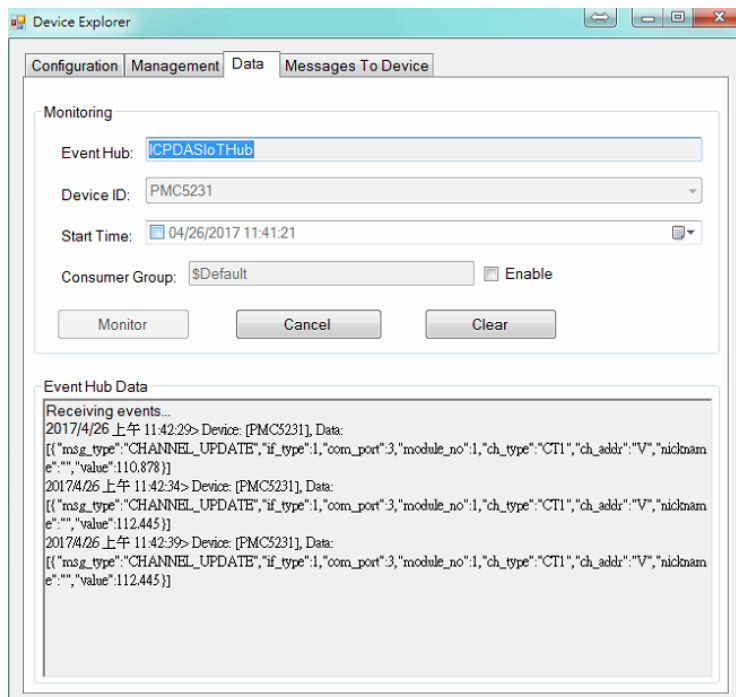 Device Explorer
Configuration Management Data Messages To Device
Monitoring
Event Hub: ICPDASIoTHub
Device ID: PMC5231
Start Time: 04/26/2017 11:41:21
Consumer Group: $Default Enable
Monitor Cancel Clear
Event Hub Data
Receiving events...
2017/4/26 上午 11:42:29> Device: [PMC5231], Data:
[{"msg_type":"CHANNEL_UPDATE","if_type":1,"com_port":3,"module_no":1,"ch_type":"CT1","ch_addr":"V","nicknam
e":"","value":110.878}]
2017/4/26 上午 11:42:34> Device: [PMC5231], Data:
[{"msg_type":"CHANNEL_UPDATE","if_type":1,"com_port":3,"module_no":1,"ch_type":"CT1","ch_addr":"V","nicknam
e":"","value":112.445}]
2017/4/26 上午 11:42:39> Device: [PMC5231], Data:
[{"msg_type":"CHANNEL_UPDATE","if_type":1,"com_port":3,"module_no":1,"ch_type":"CT1","ch_addr":"V","nicknam
e":"","value":112.445}]